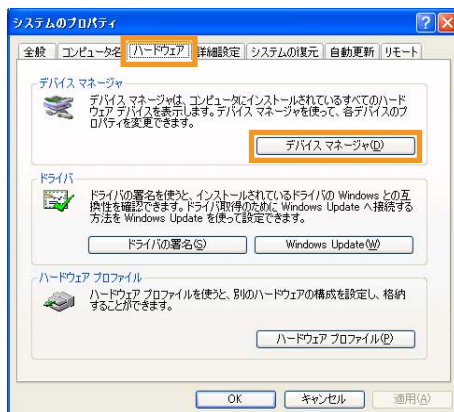 システムのプロパティ
全般 コンピュータ名 ハードウェア 詳細設定 システムの復元 自動更新 リモート
デバイス マネージャ
デバイス マネージャは、コンピュータにインストールされているすべてのハード
ウェア デバイスを表示します。デバイス マネージャを使って、各デバイスのプ
ロパティを変更できます。
デバイス マネージャ(D)
ドライバ
ドライバの署名を使うと、インストールされているドライバの Windows との互
換性を確認できます。ドライバ取得のために Windows Update へ接続する
方法を Windows Update を使って設定できます。
ドライバの署名(S) Windows Update(W)
ハードウェア プロファイル
ハードウェア プロファイルを使うと、別のハードウェアの構成を設定し、格納
することができます。
ハードウェア プロファイル(P)
OK キャンセル 適用(A)